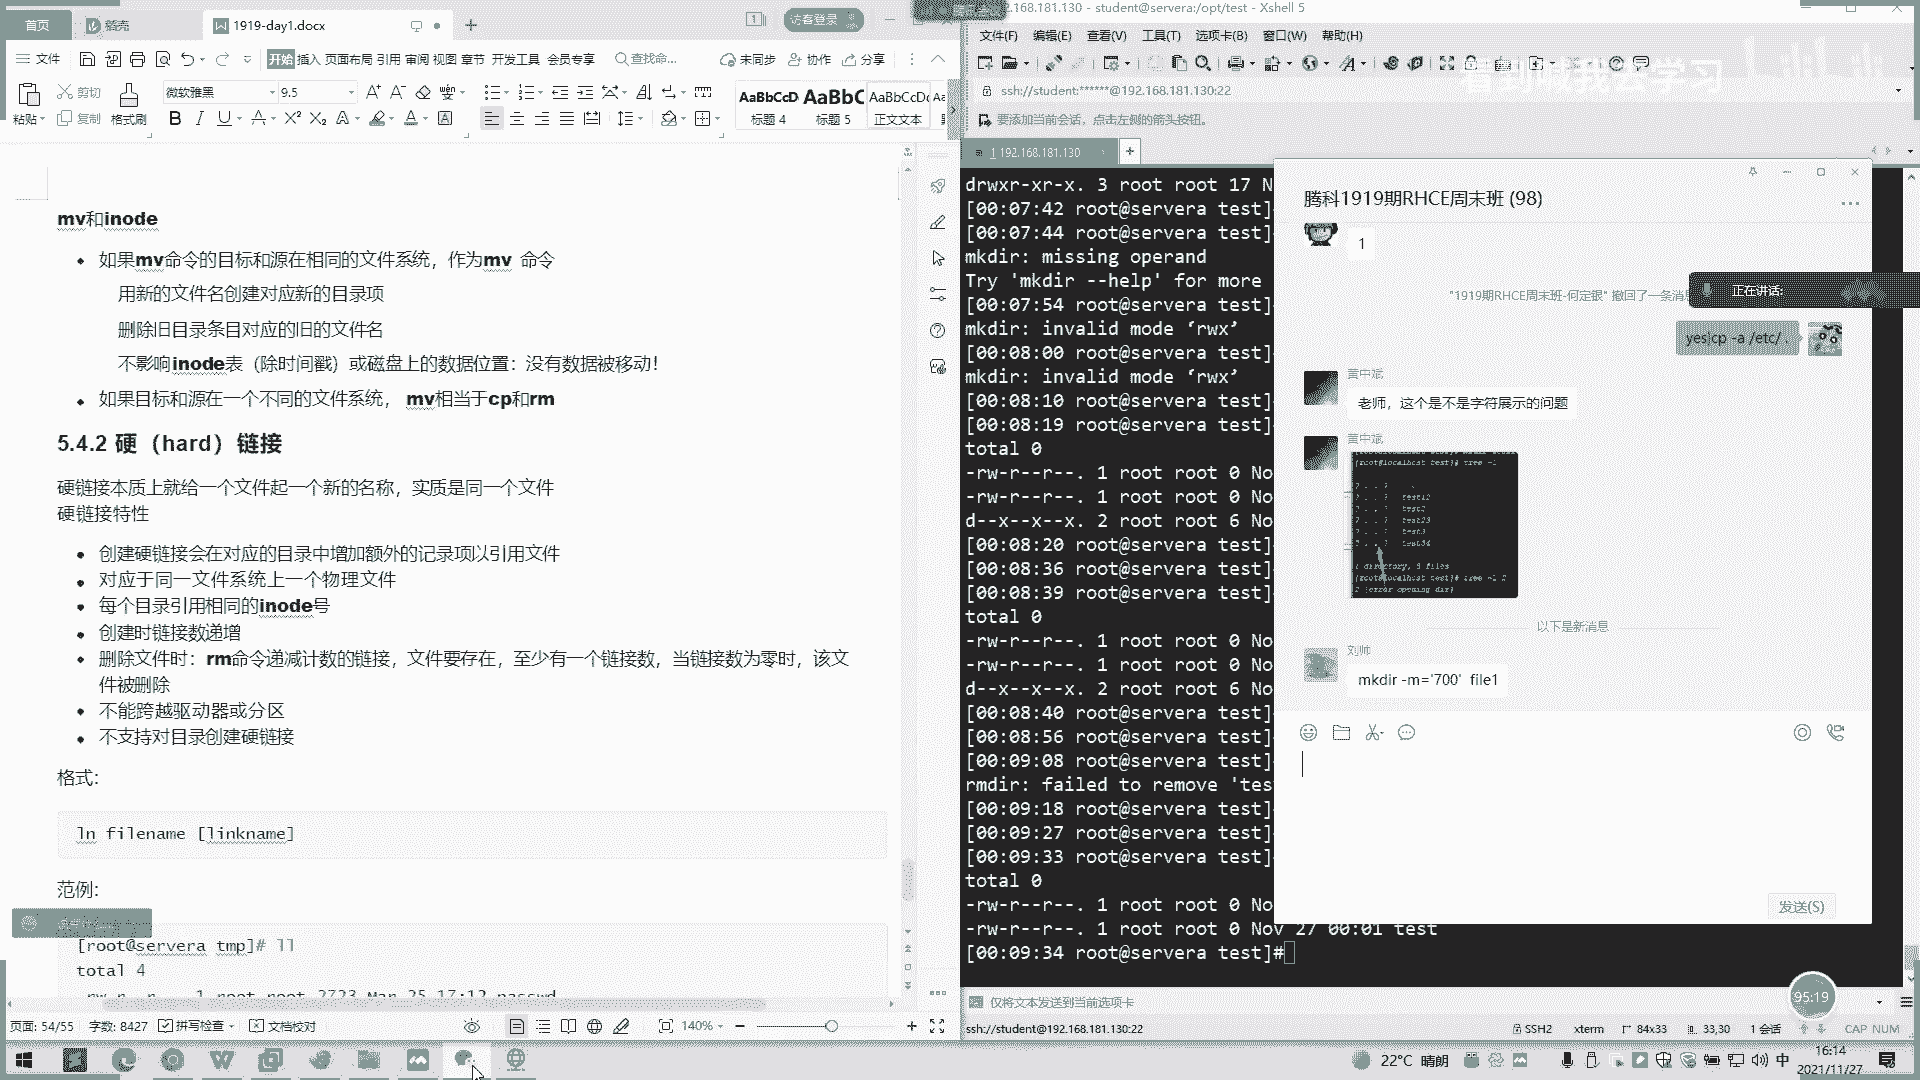 首页
稻壳
1919-day1.docx
访客登录
文件
开始 插入 页面布局 引用 审阅 视图 章节 开发工具 会员专享
查找命...
未同步
协作
分享
粘贴
剪切
复制
格式刷
微软雅黑
9.5
AaBbCcD
标题 4
AaBbC
标题 5
AaBbCcDc
正文文本
mv和inode
如果mv命令的目标和源在相同的文件系统，作为mv 命令
用新的文件名创建对应新的目录项
删除旧目录条目对应的旧的文件名
不影响inode表（除时间戳）或磁盘上的数据位置：没有数据被移动！
如果目标和源在一个不同的文件系统， mv相当于cp和rm
5.4.2 硬（hard）链接
硬链接本质上就给一个文件起一个新的名称，实质是同一个文件
硬链接特性
创建硬链接会在对应的目录中增加额外的记录项以引用文件
对应于同一文件系统上一个物理文件
每个目录引用相同的inode号
创建时链接数递增
删除文件时：rm命令递减计数的链接，文件要存在，至少有一个链接数，当链接数为零时，该文
件被删除
不能跨越驱动器或分区
不支持对目录创建硬链接
格式：
ln filename [linkname]
范例：
[root@servera tmp]# ll
total 4
-rw-r--r-- 1 root root 2723 Mar 25 17:12 passwd
页面: 54/55
字数: 8427
拼写检查
文档校对
140%
192.168.181.130 - student@servera:/opt/test - Xshell 5
文件(F) 编辑(E) 查看(V) 工具(T) 选项卡(B) 窗口(W) 帮助(H)
看到喊我去学习
ssh://student:******@192.168.181.130:22
要添加当前会话，点击左侧的箭头按钮。
1 192.168.181.130
drwxr-xr-x. 3 root root 17 N
[00:07:42 root@servera test]
[00:07:44 root@servera test]
mkdir: missing operand
Try 'mkdir --help' for more
[00:07:54 root@servera test]
mkdir: invalid mode ‘rwx’
[00:08:00 root@servera test]
mkdir: invalid mode ‘rwx’
[00:08:10 root@servera test]
[00:08:19 root@servera test]
total 0
-rw-r--r--. 1 root root 0 No
-rw-r--r--. 1 root root 0 No
d--x--x--x. 2 root root 6 No
[00:08:20 root@servera test]
[00:08:36 root@servera test]
[00:08:39 root@servera test]
total 0
-rw-r--r--. 1 root root 0 No
-rw-r--r--. 1 root root 0 No
d--x--x--x. 2 root root 6 No
[00:08:40 root@servera test]
[00:08:56 root@servera test]
[00:09:08 root@servera test]
rmdir: failed to remove 'tes
[00:09:18 root@servera test]
[00:09:27 root@servera test]
[00:09:33 root@servera test]
total 0
-rw-r--r--. 1 root root 0 No
-rw-r--r--. 1 root root 0 Nov 27 00:01 test
[00:09:34 root@servera test]#
腾科1919期RHCE周末班 (98)
1
"1919期RHCE周末班-何定银" 撤回了一条消息
正在讲话:
yes|cp -a /etc/ .
黄中斌
老师，这个是不是字符展示的问题
黄中斌
以下是新消息
刘帅
mkdir -m='700' file1
发送(S)
95:19
仅将文本发送到当前选项卡
ssh://student@192.168.181.130:22
SSH2
xterm
84x33
33,30
1 会话
CAP NUM
22°C 晴朗
中
16:14
2021/11/27